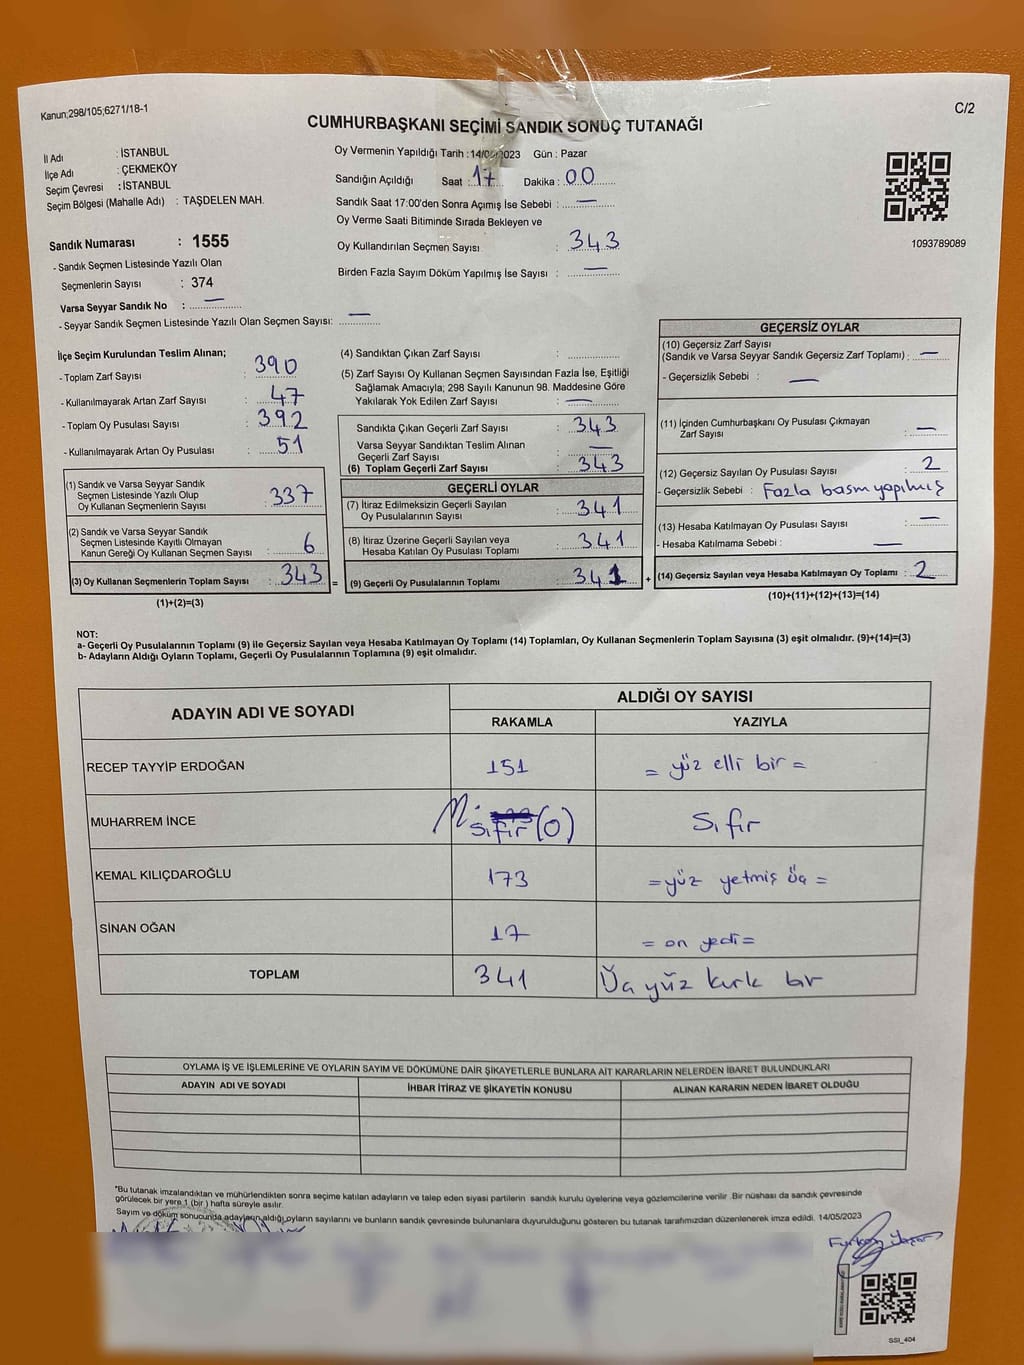 Kanun;298/105;6271/18-1
C/2
CUMHURBAŞKANI SEÇİMİ SANDIK SONUÇ TUTANAĞI
İl Adı : İSTANBUL
İlçe Adı : ÇEKMEKÖY
Seçim Çevresi : İSTANBUL
Seçim Bölgesi (Mahalle Adı) : TAŞDELEN MAH.
Oy Vermenin Yapıldığı Tarih : 14/05/2023 Gün : Pazar
Sandığın Açıldığı Saat : 17 Dakika : 00
Sandık Saat 17:00'den Sonra Açımış İse Sebebi : —
Oy Verme Saati Bitiminde Sırada Bekleyen ve
Oy Kullandırılan Seçmen Sayısı : 343
Birden Fazla Sayım Döküm Yapılmış İse Sayısı : —
1093789089
Sandık Numarası : 1555
- Sandık Seçmen Listesinde Yazılı Olan
Seçmenlerin Sayısı : 374
Varsa Seyyar Sandık No : —
- Seyyar Sandık Seçmen Listesinde Yazılı Olan Seçmen Sayısı: —
İlçe Seçim Kurulundan Teslim Alınan;
- Toplam Zarf Sayısı : 390
- Kullanılmayarak Artan Zarf Sayısı : 47
- Toplam Oy Pusulası Sayısı : 392
- Kullanılmayarak Artan Oy Pusulası : 51
(1) Sandık ve Varsa Seyyar Sandık
Seçmen Listesinde Yazılı Olup
Oy Kullanan Seçmenlerin Sayısı : 337
(2) Sandık ve Varsa Seyyar Sandık
Seçmen Listesinde Kayıtlı Olmayan
Kanun Gereği Oy Kullanan Seçmen Sayısı : 6
(3) Oy Kullanan Seçmenlerin Toplam Sayısı : 343 =
(1)+(2)=(3)
(4) Sandıktan Çıkan Zarf Sayısı :
(5) Zarf Sayısı Oy Kullanan Seçmen Sayısından Fazla İse, Eşitliği
Sağlamak Amacıyla; 298 Sayılı Kanunun 98. Maddesine Göre
Yakılarak Yok Edilen Zarf Sayısı : —
Sandıkta Çıkan Geçerli Zarf Sayısı : 343
Varsa Seyyar Sandıktan Teslim Alınan
Geçerli Zarf Sayısı : —
(6) Toplam Geçerli Zarf Sayısı : 343
GEÇERLİ OYLAR
(7) İtiraz Edilmeksizin Geçerli Sayılan
Oy Pusulalarının Sayısı : 341
(8) İtiraz Üzerine Geçerli Sayılan veya
Hesaba Katılan Oy Pusulası Toplamı : 341
(9) Geçerli Oy Pusulalarının Toplamı : 341 +
GEÇERSİZ OYLAR
(10) Geçersiz Zarf Sayısı
(Sandık ve Varsa Seyyar Sandık Geçersiz Zarf Toplamı) : —
- Geçersizlik Sebebi : —
(11) İçinden Cumhurbaşkanı Oy Pusulası Çıkmayan
Zarf Sayısı : —
(12) Geçersiz Sayılan Oy Pusulası Sayısı : 2
- Geçersizlik Sebebi : Fazla basım yapılmış
(13) Hesaba Katılmayan Oy Pusulası Sayısı : —
- Hesaba Katılmama Sebebi : —
(14) Geçersiz Sayılan veya Hesaba Katılmayan Oy Toplamı : 2
(10)+(11)+(12)+(13)=(14)
NOT:
a- Geçerli Oy Pusulalarının Toplamı (9) ile Geçersiz Sayılan veya Hesaba Katılmayan Oy Toplamı (14) Toplamları, Oy Kullanan Seçmenlerin Toplam Sayısına (3) eşit olmalıdır. (9)+(14)=(3)
b- Adayların Aldığı Oyların Toplamı, Geçerli Oy Pusulalarının Toplamına (9) eşit olmalıdır.
ADAYIN ADI VE SOYADI
ALDIĞI OY SAYISI
RAKAMLA YAZIYLA
RECEP TAYYİP ERDOĞAN 151 = yüz elli bir =
MUHARREM İNCE Sıfır (0) Sıfır
KEMAL KILIÇDAROĞLU 173 = yüz yetmiş üç =
SİNAN OĞAN 17 = on yedi =
TOPLAM 341 Üç yüz kırk bir
OYLAMA İŞ VE İŞLEMLERİNE VE OYLARIN SAYIM VE DÖKÜMÜNE DAİR ŞİKAYETLERLE BUNLARA AİT KARARLARIN NELERDEN İBARET BULUNDUKLARI
ADAYIN ADI VE SOYADI İHBAR İTİRAZ VE ŞİKAYETİN KONUSU ALINAN KARARIN NEDEN İBARET OLDUĞU
"Bu tutanak imzalandıktan ve mühürlendikten sonra seçime katılan adayların ve talep eden siyasi partilerin sandık kurulu üyelerine veya gözlemcilerine verilir .Bir nüshası da sandık çevresinde
görülecek bir yere 1 (bir ) hafta süreyle asılır.
Sayım ve döküm sonucunda adayların aldığı oyların sayılarını ve bunların sandık çevresinde bulunanlara duyurulduğunu gösteren bu tutanak tarafımızdan düzenlenerek imza edildi. 14/05/2023
SSI_404